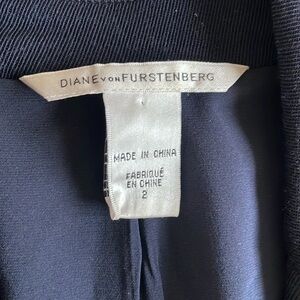 DIANE VON FURSTENBERG
MADE IN CHINA
FABRIQUÉ
EN CHINE
2